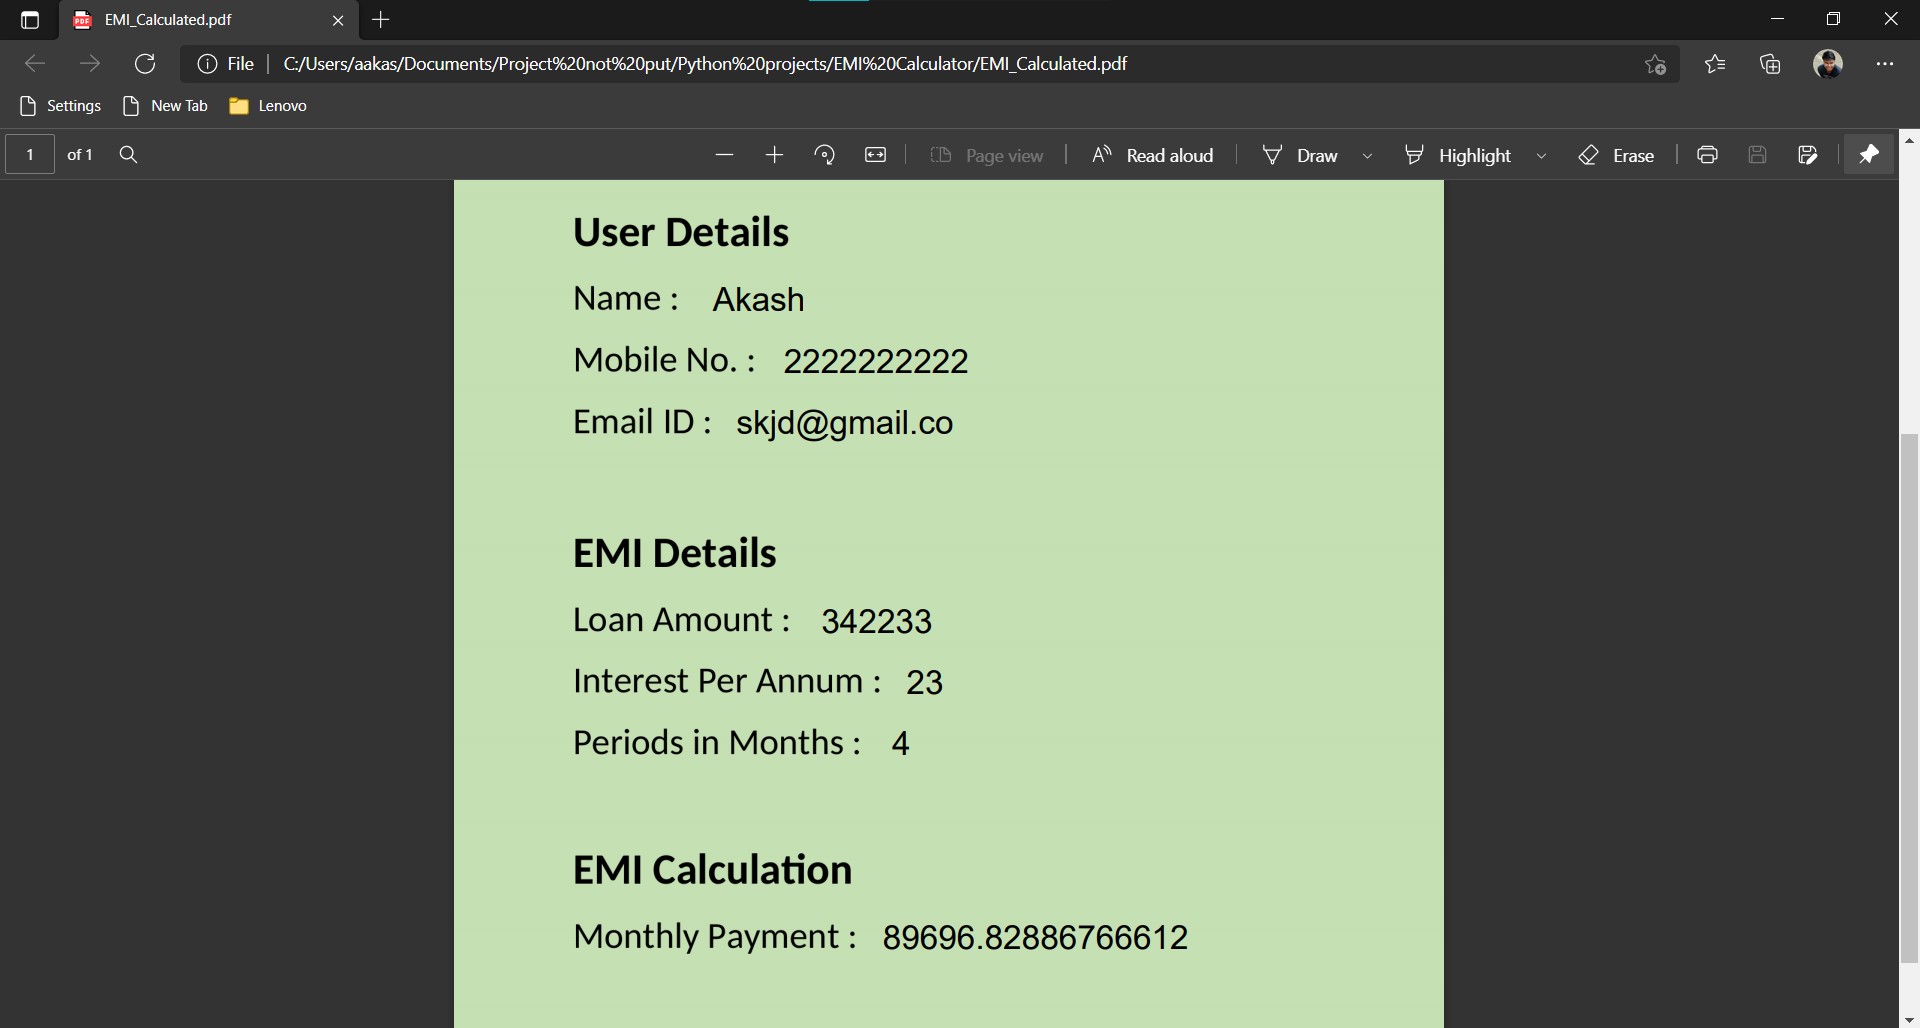 EMI_Calculated.pdf
File
C:/Users/aakas/Documents/Project%20not%20put/Python%20projects/EMI%20Calculator/EMI_Calculated.pdf
Settings New Tab Lenovo
1 of 1 Page view Read aloud Draw Highlight Erase
User Details
Name : Akash
Mobile No. : 2222222222
Email ID : skjd@gmail.co
EMI Details
Loan Amount : 342233
Interest Per Annum : 23
Periods in Months : 4
EMI Calculation
Monthly Payment : 89696.82886766612